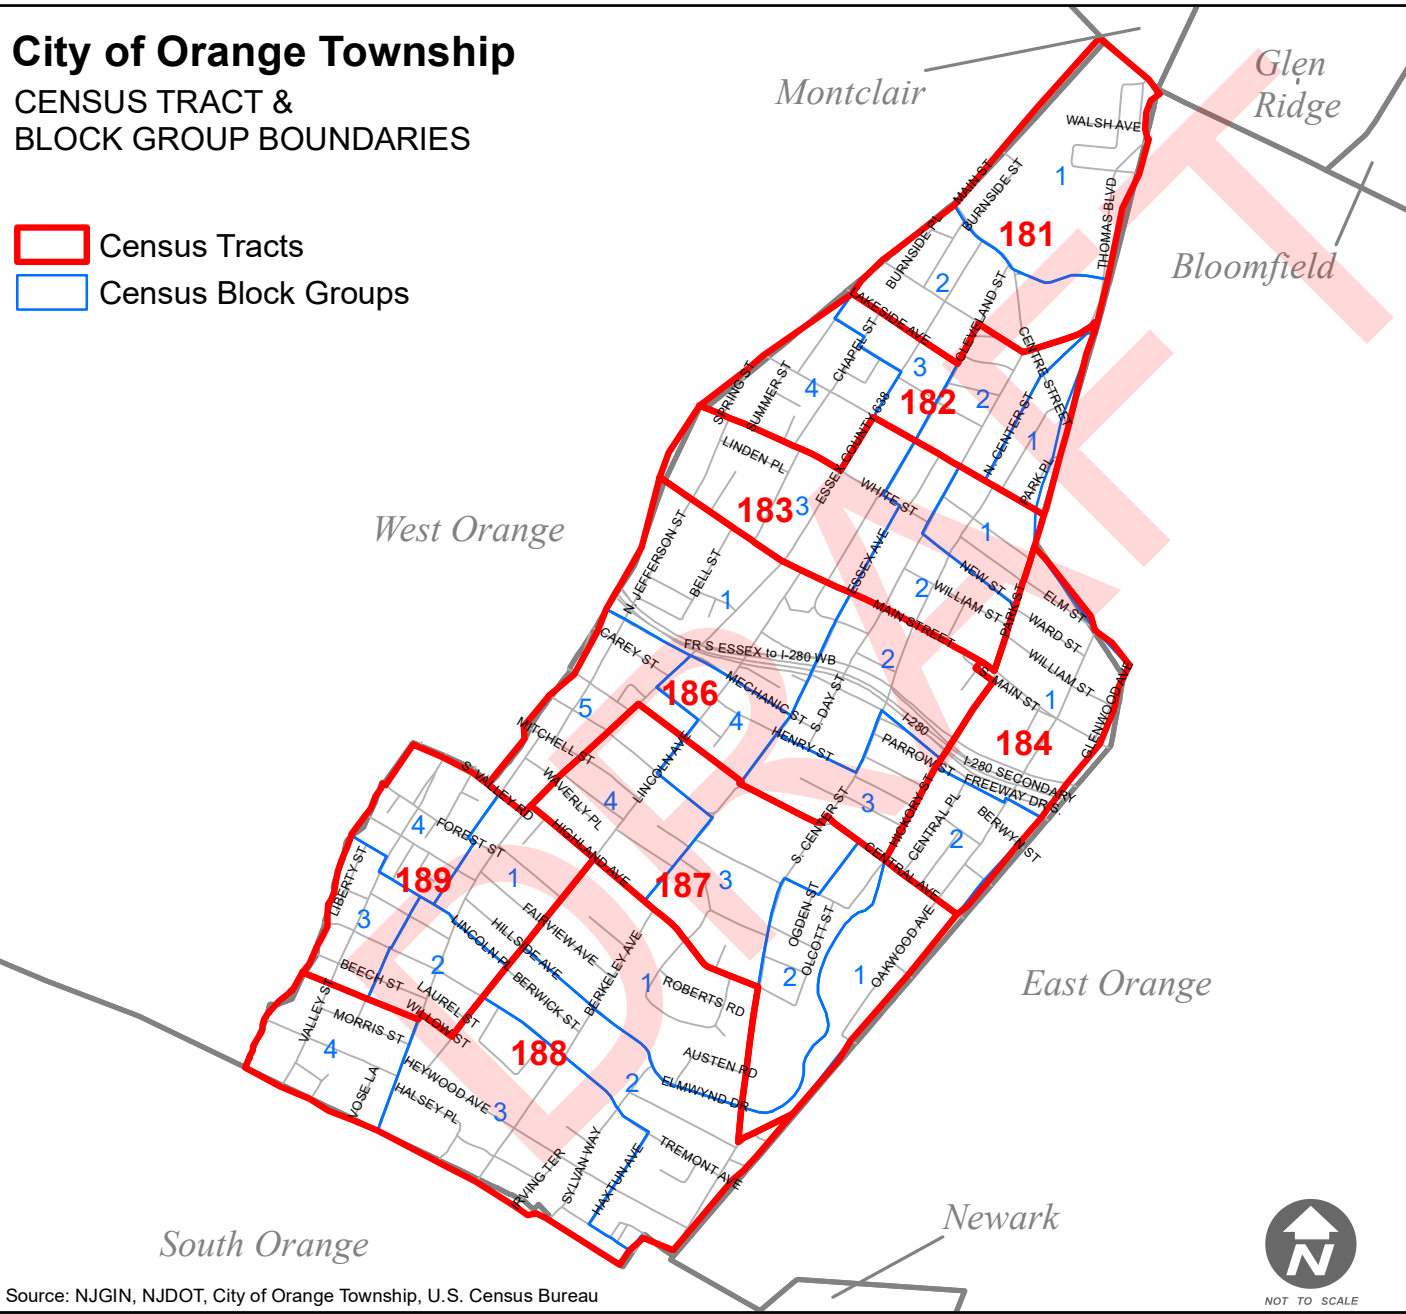 City of Orange Township
CENSUS TRACT &
BLOCK GROUP BOUNDARIES
Census Tracts
Census Block Groups
Montclair
Glen
Ridge
Bloomfield
West Orange
East Orange
South Orange
Newark
DRAFT
WALSH AVE
1
MAIN ST
BURNSIDE ST
THOMAS BLVD
181
BURNSIDE PL
2
LAKESIDE AVE
CLEVELAND ST
CENTRE STREET
CHAPEL ST
3
SPRING ST
SUMMER ST
4
182
2
ESSEX COUNTY 638
N. CENTER ST
1
PARK PL
LINDEN PL
183
3
WHITE ST
1
N. JEFFERSON ST
BELL ST
ESSEX AVE
NEW ST
2
WILLIAM ST
PARK ST
ELM ST
WARD ST
WILLIAM ST
1
MAIN STREET
CAREY ST
FR S ESSEX to I-280 WB
2
S. MAIN ST
1
GLENWOOD AVE
186
MECHANIC ST
S. DAY ST
5
4
HENRY ST
I-280
184
MITCHELL ST
LINCOLN AVE
PARROW ST
I-280 SECONDARY
FREEWAY DR S.
S. VALLEY RD
WAVERLY PL
4
3
HICKORY ST
CENTRAL PL
BERWYN ST
2
4
FOREST ST
HIGHLAND AVE
S. CENTER ST
CENTRAL AVE
LIBERTY ST
189
1
187
3
OGDEN ST
OLCOTT ST
OAKWOOD AVE
3
FAIRVIEW AVE
HILLSIDE AVE
LINCOLN PL
BEECH ST
2
BERKELEY AVE
1
ROBERTS RD
2
1
VALLEY ST
LAUREL ST
WILLOW ST
BERWICK ST
MORRIS ST
4
188
AUSTEN RD
VOSE LA
HEYWOOD AVE
HALSEY PL
3
2
ELMWYND DR
IRVING TER
SYLVAN WAY
HAXTUN AVE
TREMONT AVE
N
NOT TO SCALE
Source: NJGIN, NJDOT, City of Orange Township, U.S. Census Bureau